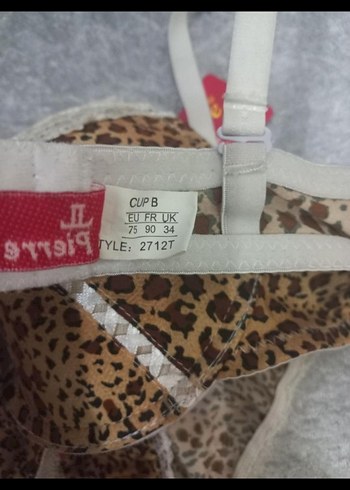 CUP B
EU FR UK
75 90 34
TYLE: 2712T
Pierre